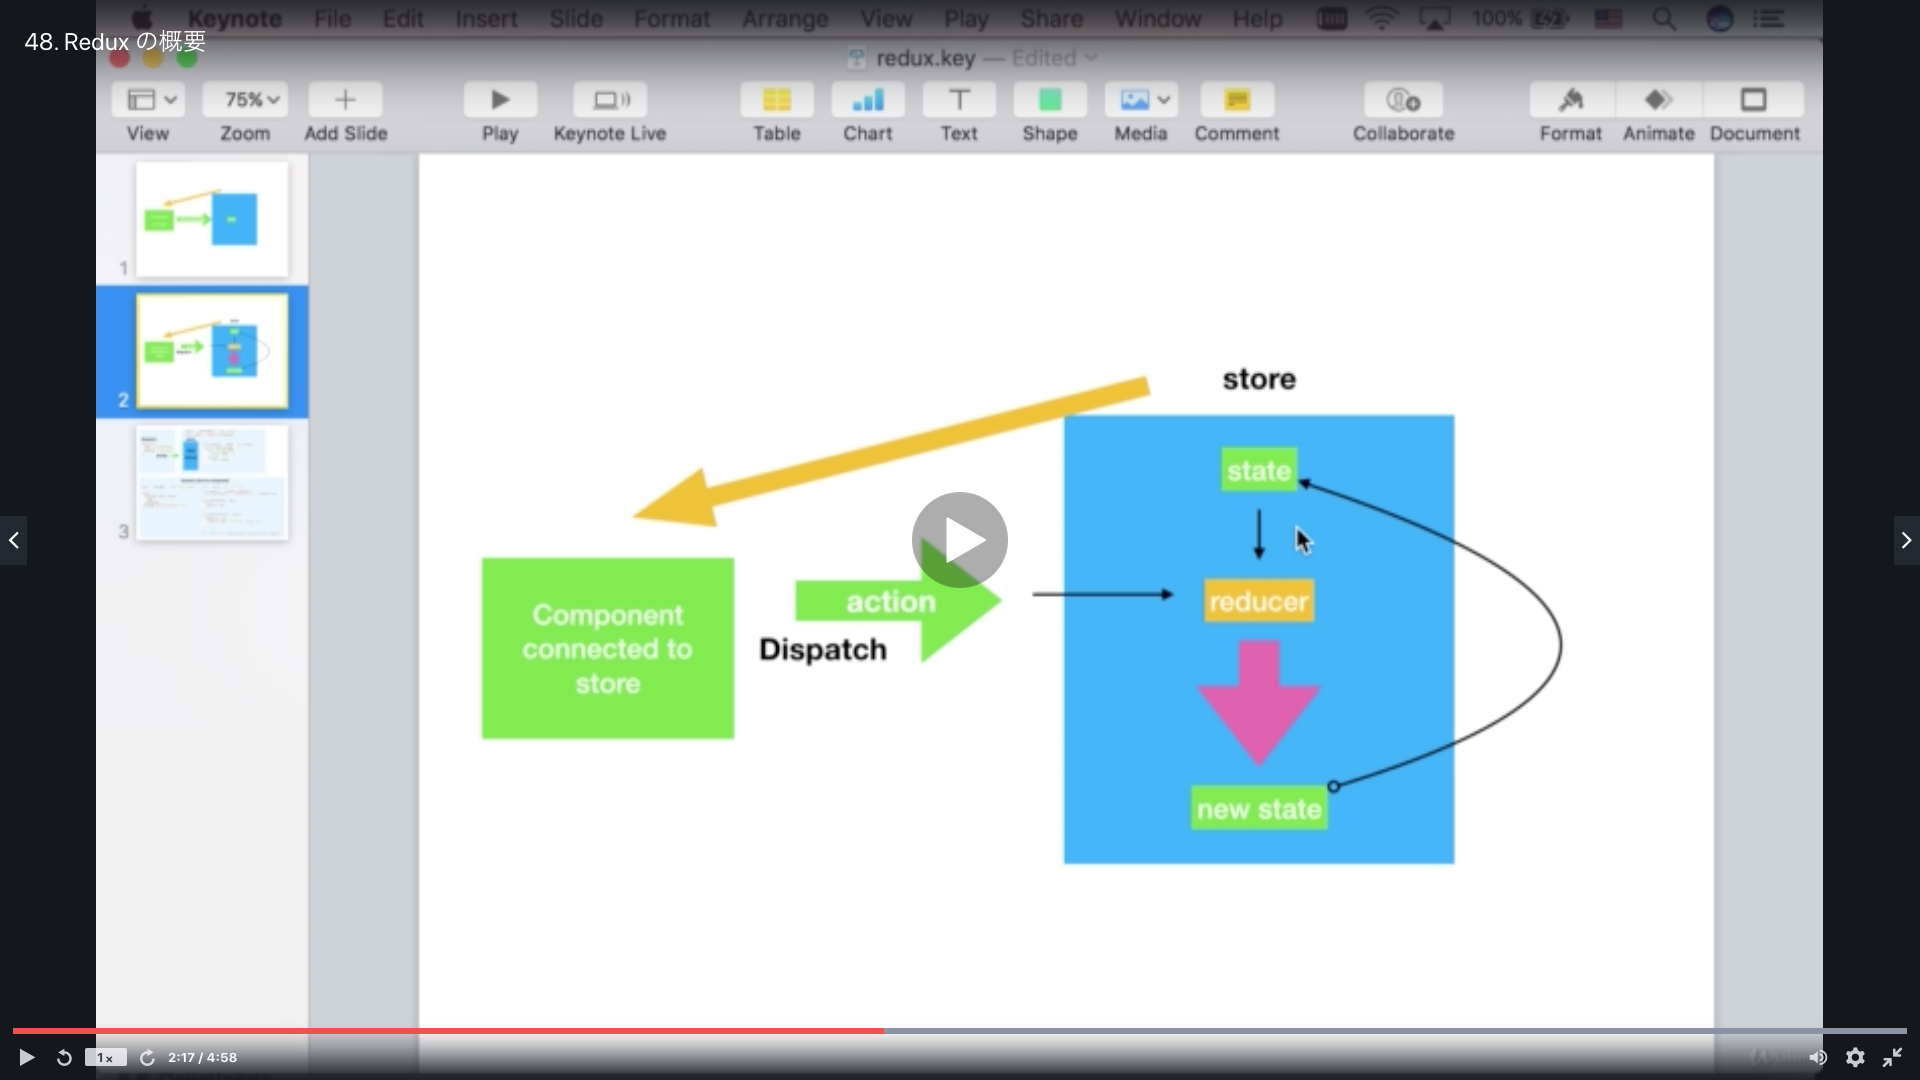 Keynote File Edit Insert Slide Format Arrange View Play Share Window Help 100%
48. Redux の概要
redux.key — Edited
75%
View Zoom Add Slide Play Keynote Live Table Chart Text Shape Media Comment Collaborate Format Animate Document
1
2
3
store
state
action
reducer
Component
connected to
store
Dispatch
new state
1x
2:17 / 4:58